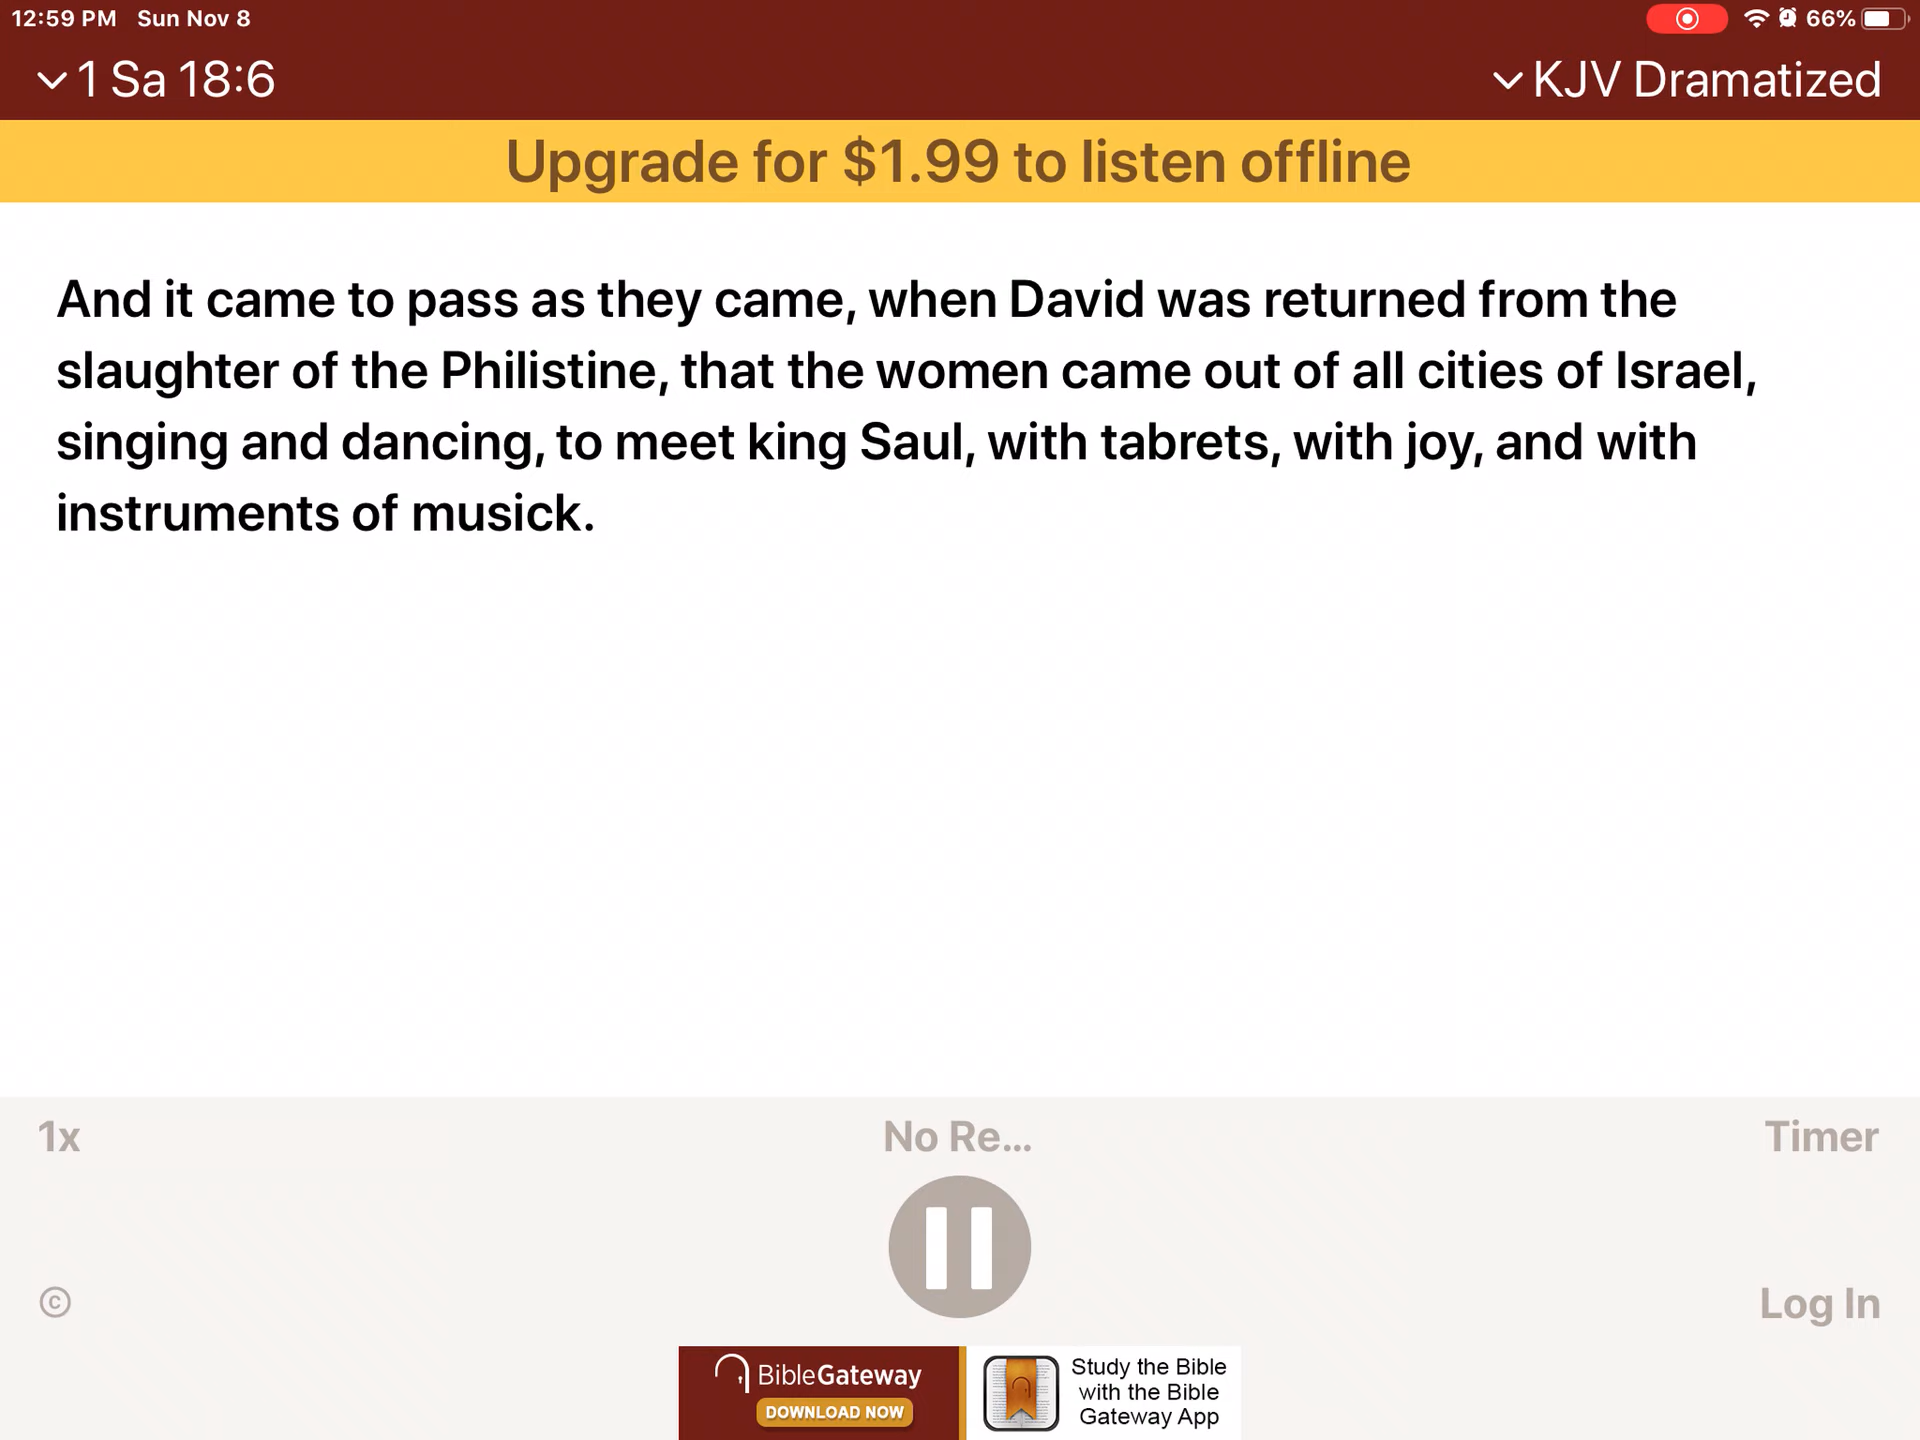 12:59 PM Sun Nov 8 66%
1 Sa 18:6 KJV Dramatized
Upgrade for $1.99 to listen offline
And it came to pass as they came, when David was returned from the
slaughter of the Philistine, that the women came out of all cities of Israel,
singing and dancing, to meet king Saul, with tabrets, with joy, and with
instruments of musick.
1x No Re... Timer
© Log In
BibleGateway
DOWNLOAD NOW
Study the Bible
with the Bible
Gateway App